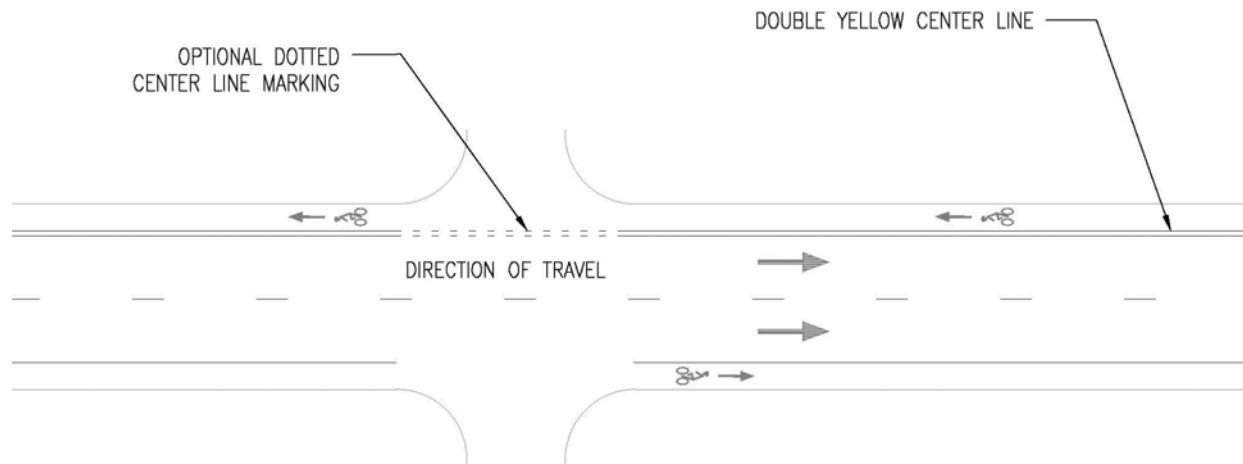 DOUBLE YELLOW CENTER LINE
OPTIONAL DOTTED
CENTER LINE MARKING
DIRECTION OF TRAVEL